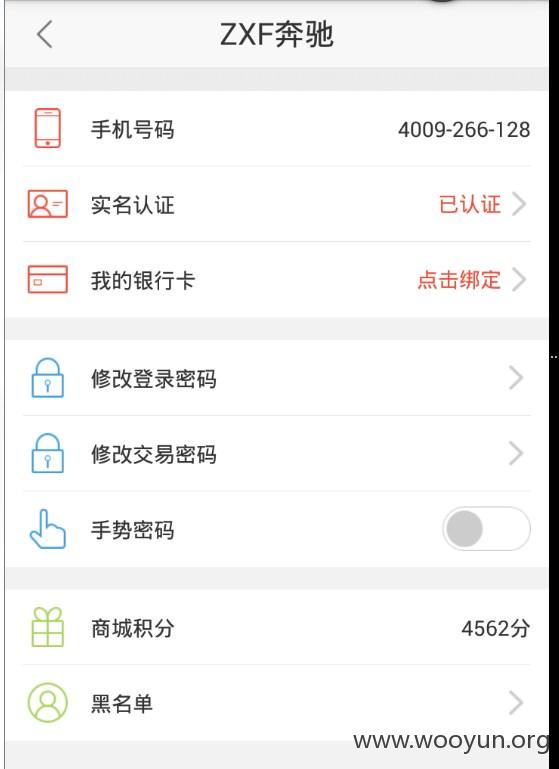 ZXF奔驰
手机号码 4009-266-128
实名认证 已认证
我的银行卡 点击绑定
修改登录密码
修改交易密码
手势密码
商城积分 4562分
黑名单
www.wooyun.org